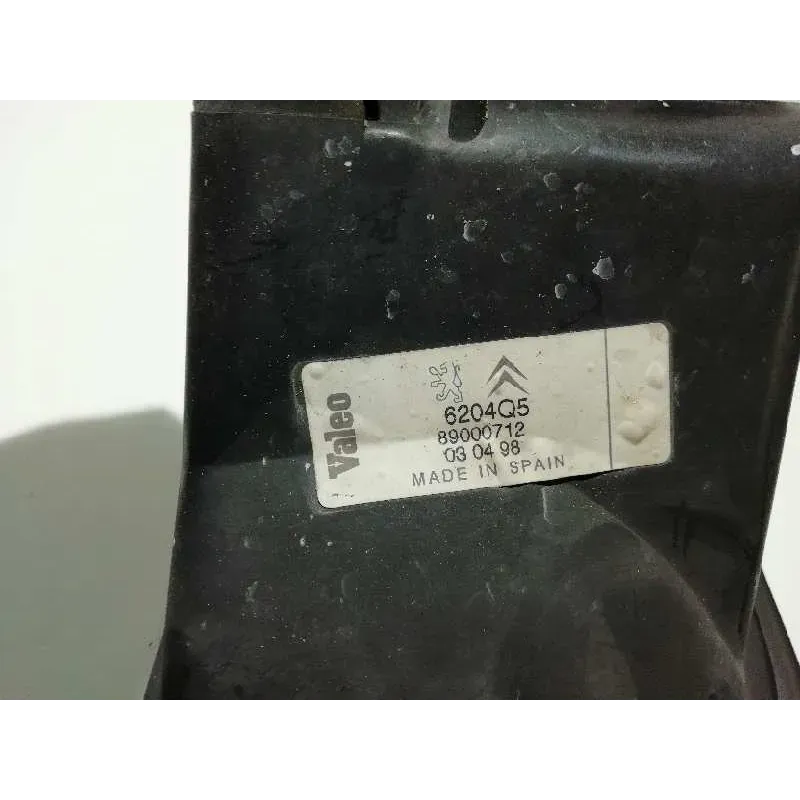 Valeo
6204Q5
89000712
03 04 98
MADE IN SPAIN